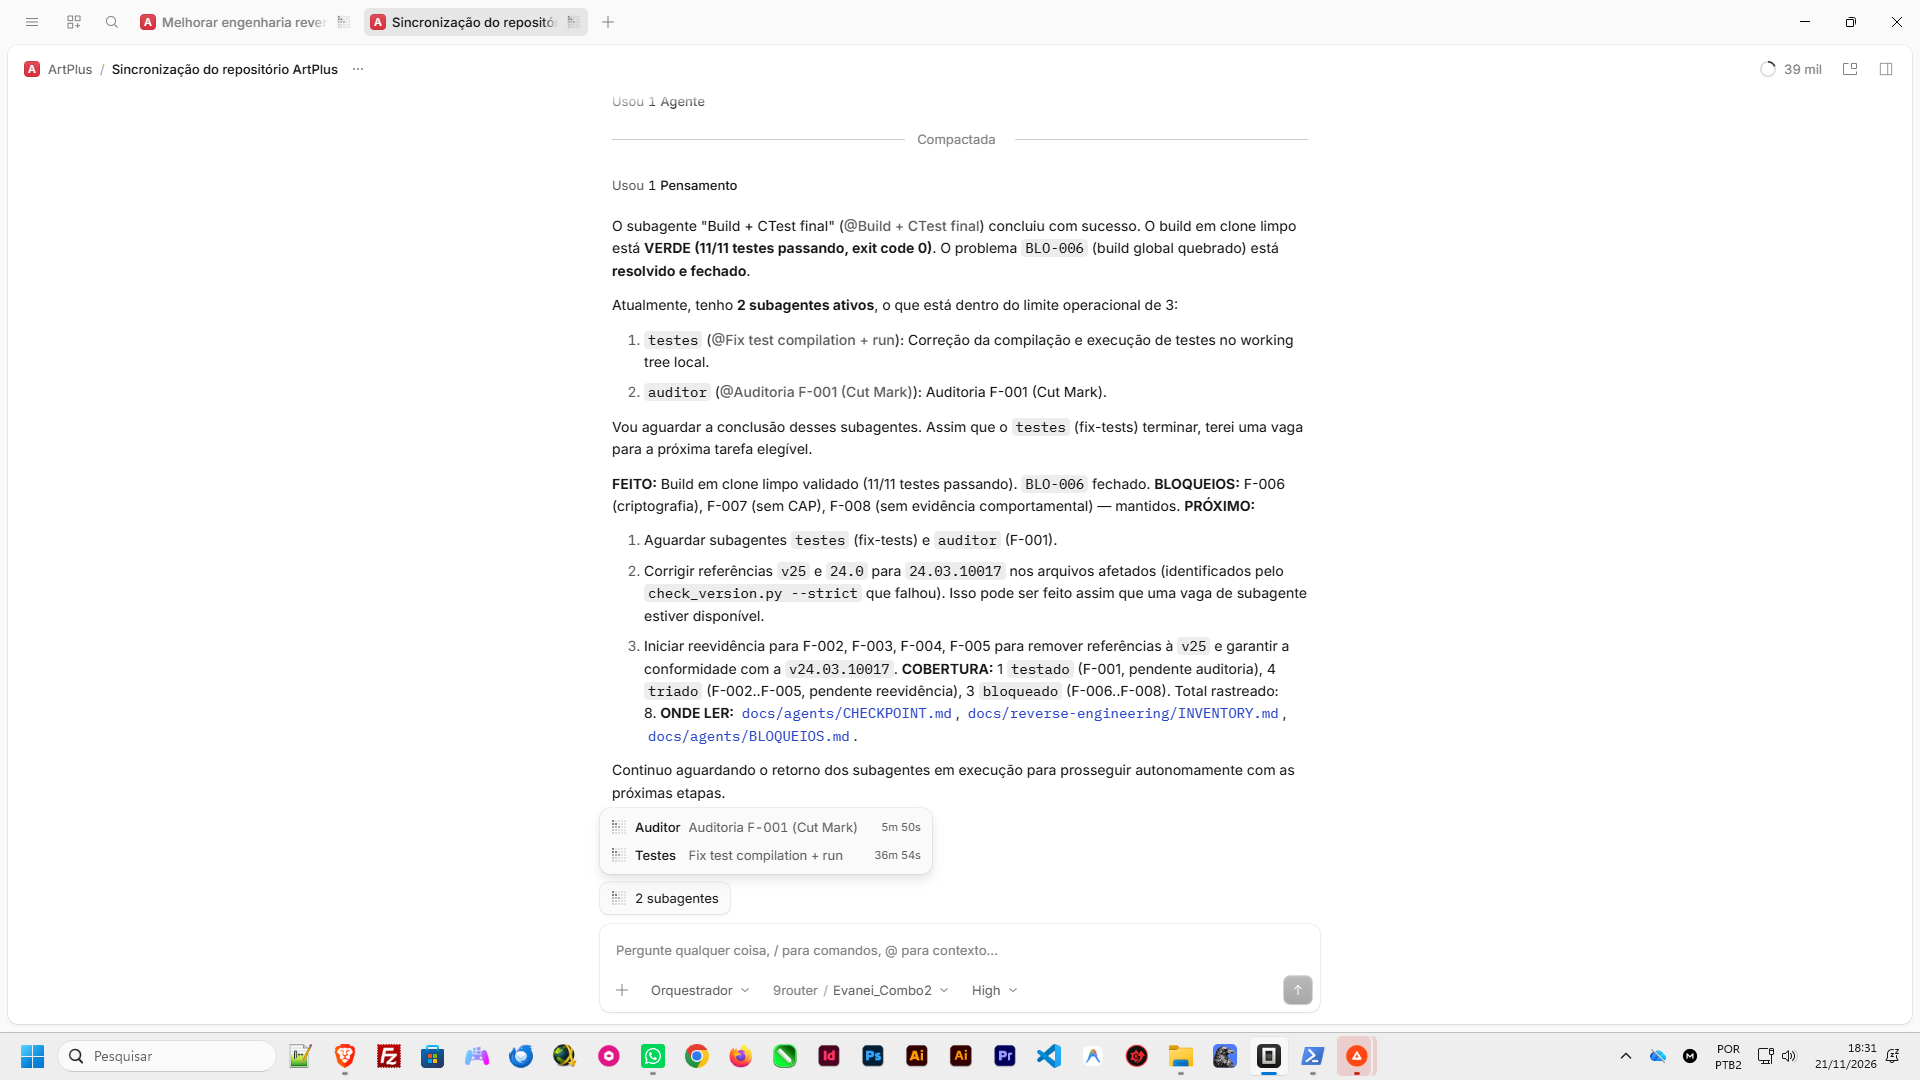 Melhorar engenharia rever
Sincronização do repositó
ArtPlus / Sincronização do repositório ArtPlus ...
39 mil
Usou 1 Agente
Compactada
Usou 1 Pensamento
O subagente "Build + CTest final" (@Build + CTest final) concluiu com sucesso. O build em clone limpo
está VERDE (11/11 testes passando, exit code 0). O problema BLO-006 (build global quebrado) está
resolvido e fechado.
Atualmente, tenho 2 subagentes ativos, o que está dentro do limite operacional de 3:
1. testes (@Fix test compilation + run): Correção da compilação e execução de testes no working
tree local.
2. auditor (@Auditoria F-001 (Cut Mark)): Auditoria F-001 (Cut Mark).
Vou aguardar a conclusão desses subagentes. Assim que o testes (fix-tests) terminar, terei uma vaga
para a próxima tarefa elegível.
FEITO: Build em clone limpo validado (11/11 testes passando). BLO-006 fechado. BLOQUEIOS: F-006
(criptografia), F-007 (sem CAP), F-008 (sem evidência comportamental) — mantidos. PRÓXIMO:
1. Aguardar subagentes testes (fix-tests) e auditor (F-001).
2. Corrigir referências v25 e 24.0 para 24.03.10017 nos arquivos afetados (identificados pelo
check_version.py --strict que falhou). Isso pode ser feito assim que uma vaga de subagente
estiver disponível.
3. Iniciar reevidência para F-002, F-003, F-004, F-005 para remover referências à v25 e garantir a
conformidade com a v24.03.10017. COBERTURA: 1 testado (F-001, pendente auditoria), 4
triado (F-002..F-005, pendente reevidência), 3 bloqueado (F-006..F-008). Total rastreado:
8. ONDE LER: docs/agents/CHECKPOINT.md, docs/reverse-engineering/INVENTORY.md,
docs/agents/BLOQUEIOS.md.
Continuo aguardando o retorno dos subagentes em execução para prosseguir autonomamente com as
próximas etapas.
Auditor Auditoria F-001 (Cut Mark) 5m 50s
Testes Fix test compilation + run 36m 54s
2 subagentes
Pergunte qualquer coisa, / para comandos, @ para contexto...
Orquestrador 9router / Evanei_Combo2 High
Pesquisar
POR
PTB2
18:31
21/11/2026